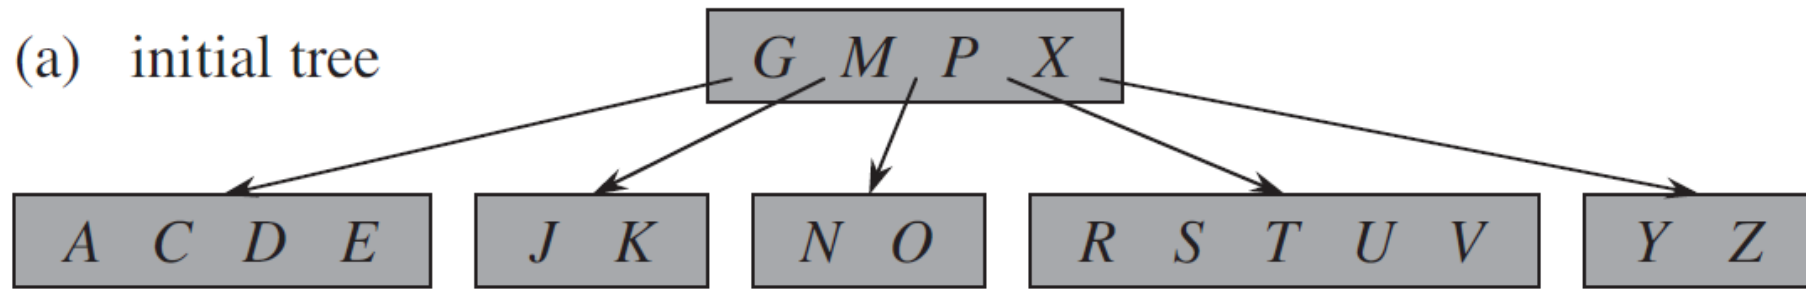 (a) initial tree
G M P X
A C D E
J K
N O
R S T U V
Y Z